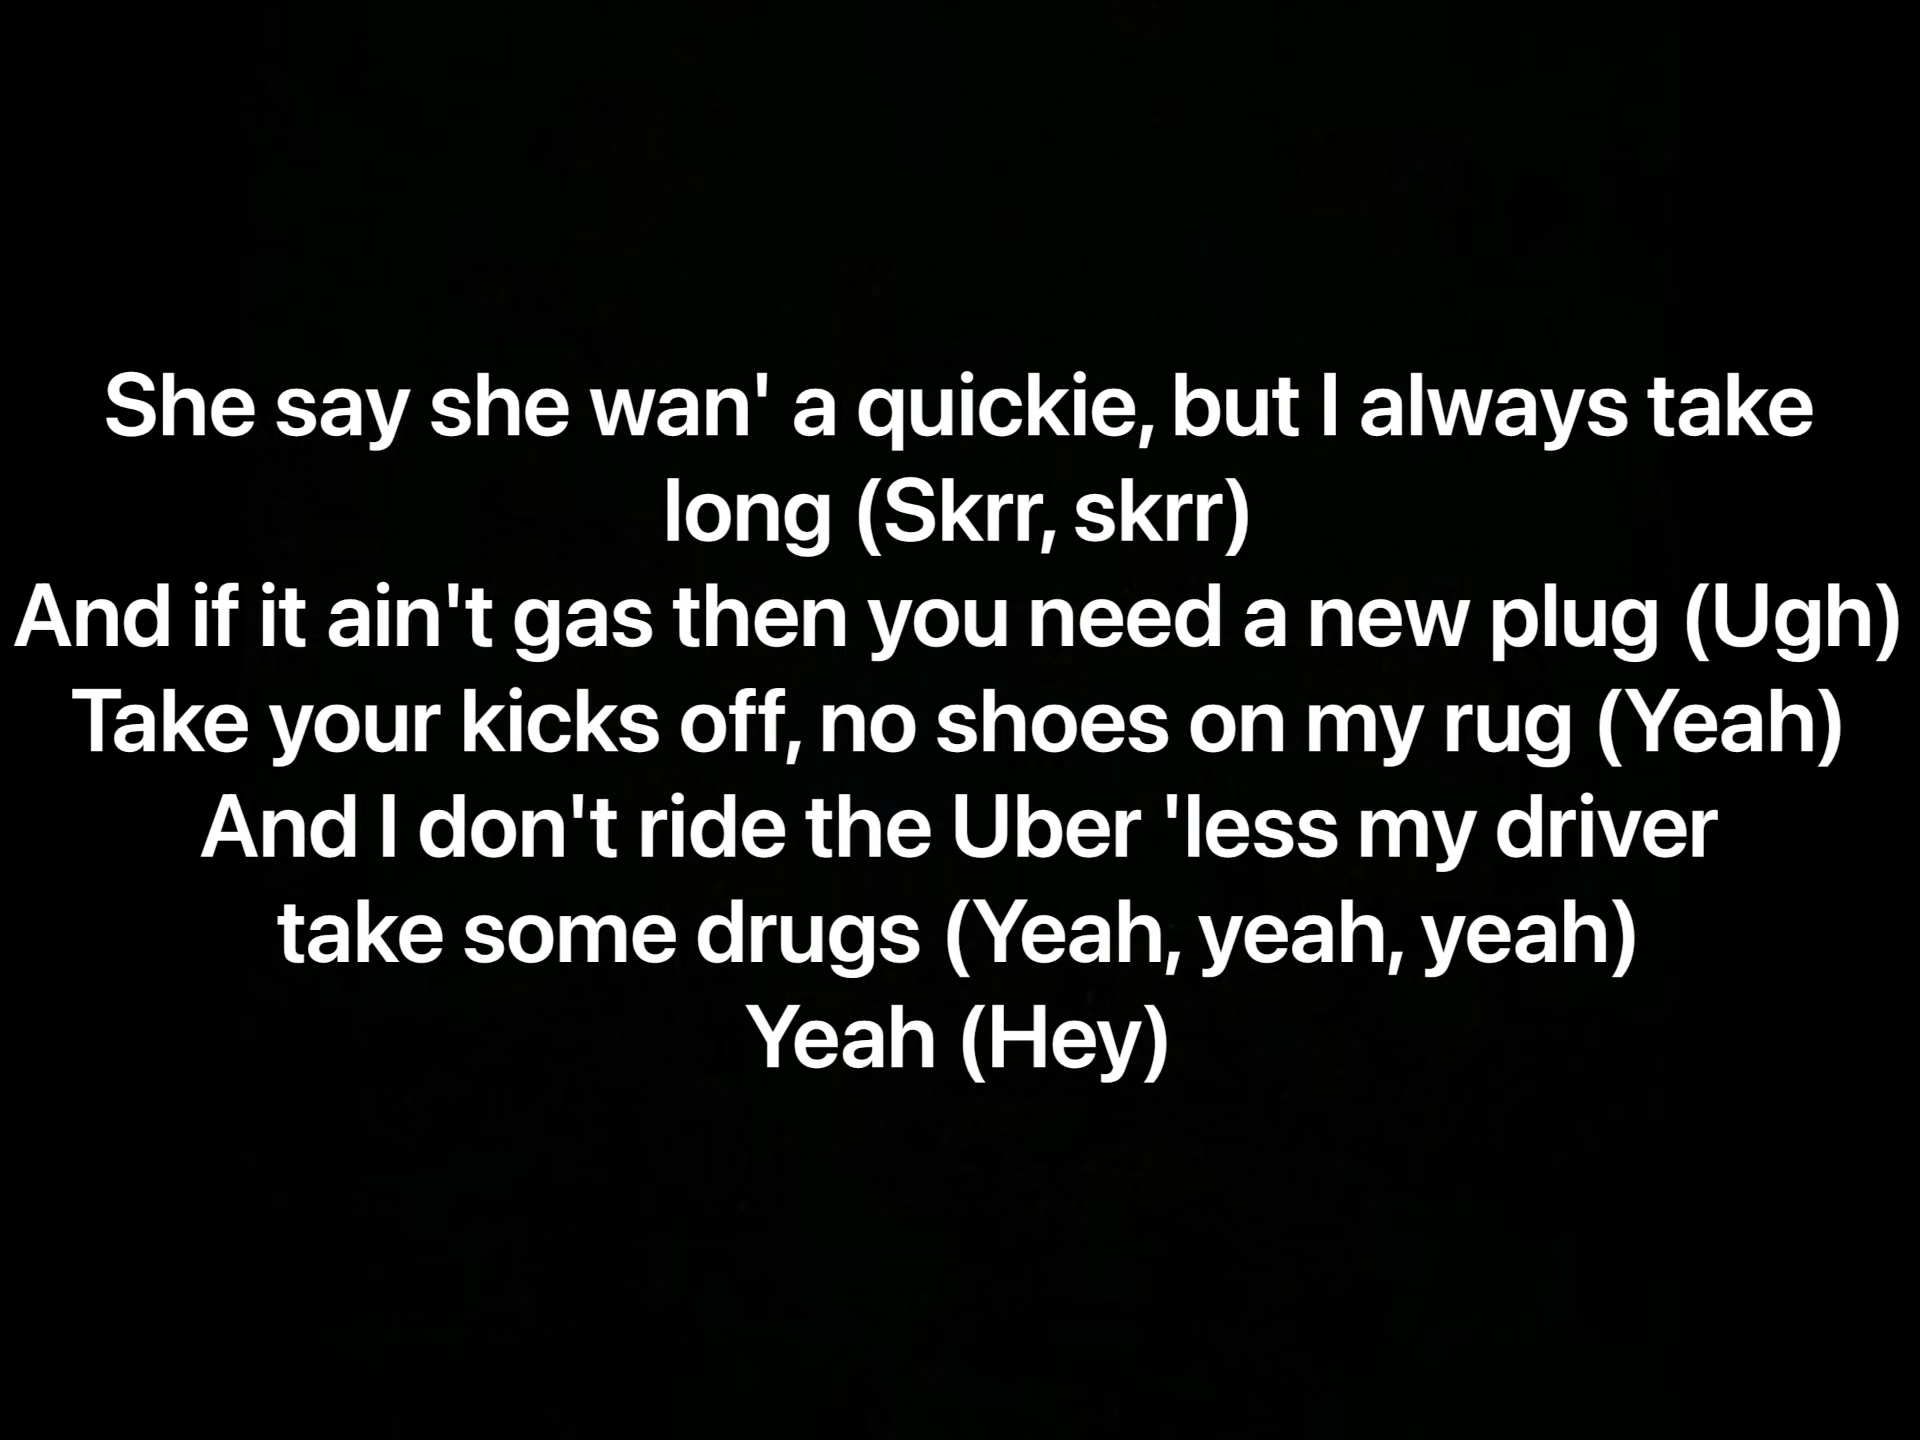 She say she wan' a quickie, but I always take
long (Skrr, skrr)
And if it ain't gas then you need a new plug (Ugh)
Take your kicks off, no shoes on my rug (Yeah)
And I don't ride the Uber 'less my driver
take some drugs (Yeah, yeah, yeah)
Yeah (Hey)